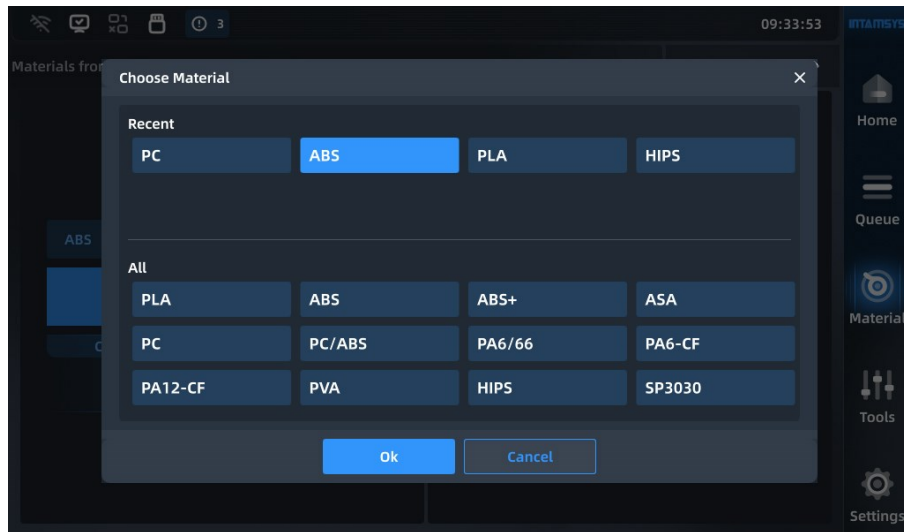 3
09:33:53
INTAMSYS
Materials from
Choose Material
Recent
PC
ABS
PLA
HIPS
All
PLA
ABS
ABS+
ASA
PC
PC/ABS
PA6/66
PA6-CF
PA12-CF
PVA
HIPS
SP3030
Ok
Cancel
ABS
Home
Queue
Material
Tools
Settings